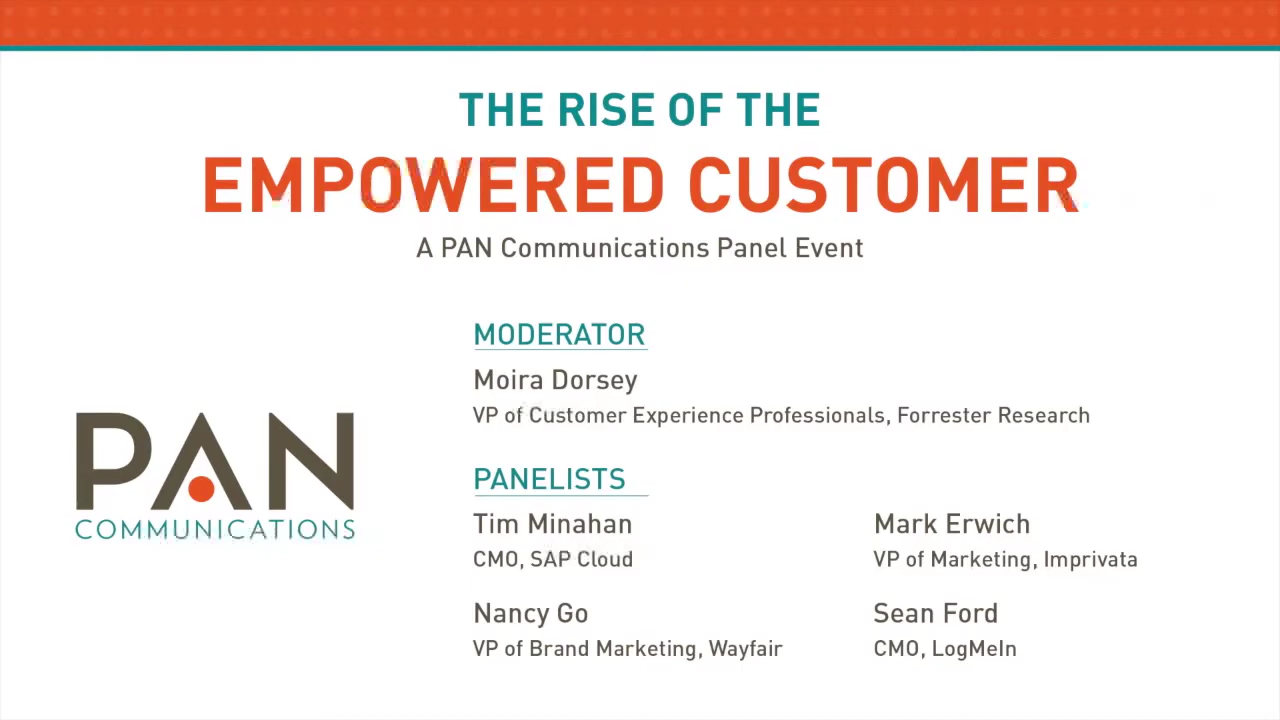 THE RISE OF THE
EMPOWERED CUSTOMER
A PAN Communications Panel Event
MODERATOR
Moira Dorsey
VP of Customer Experience Professionals, Forrester Research
PAN
COMMUNICATIONS
PANELISTS
Tim Minahan
CMO, SAP Cloud
Mark Erwich
VP of Marketing, Imprivata
Nancy Go
VP of Brand Marketing, Wayfair
Sean Ford
CMO, LogMeIn